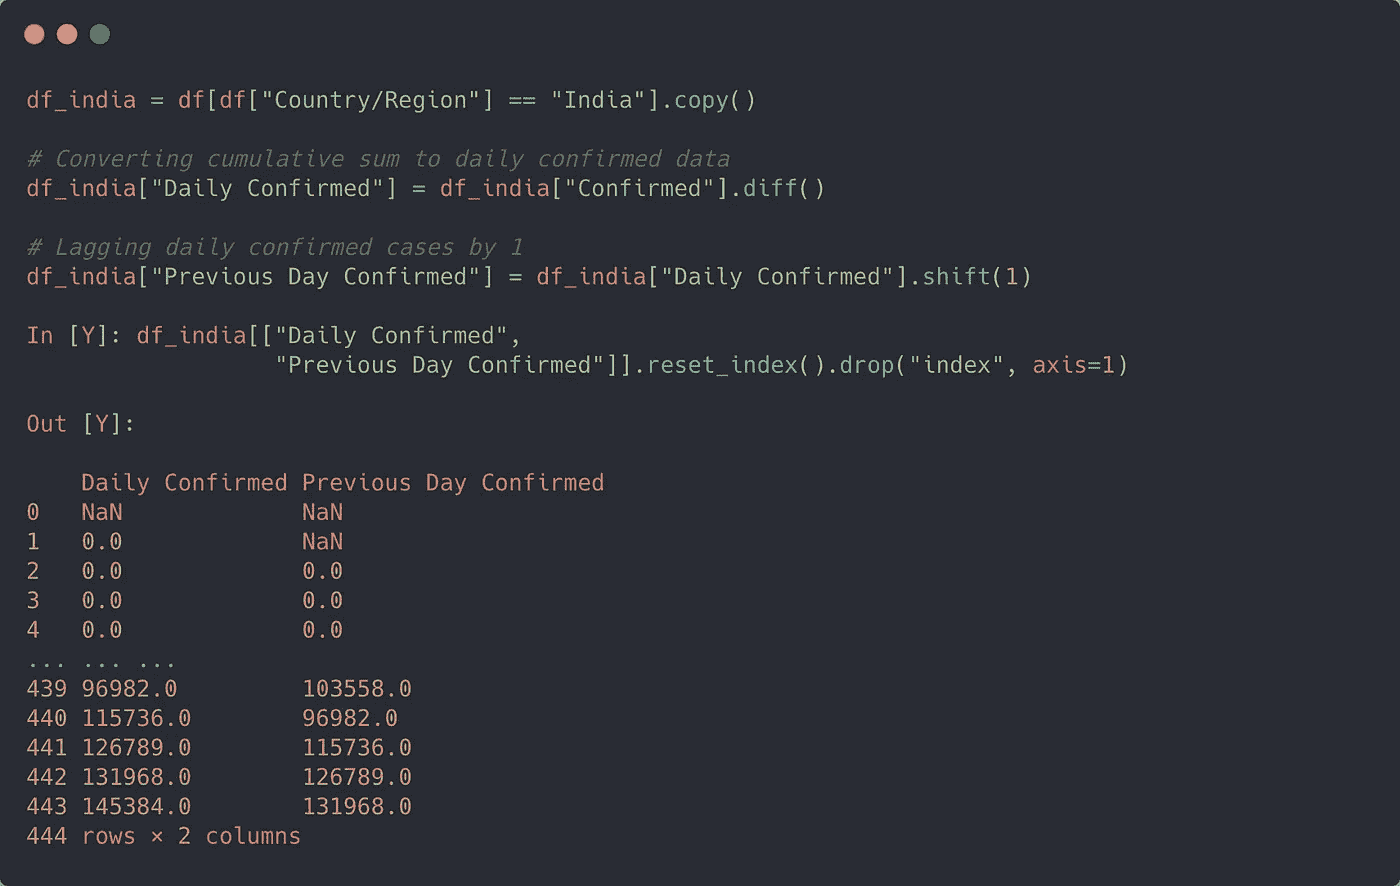 df_india = df[df["Country/Region"] == "India"].copy()
# Converting cumulative sum to daily confirmed data
df_india["Daily Confirmed"] = df_india["Confirmed"].diff()
# Lagging daily confirmed cases by 1
df_india["Previous Day Confirmed"] = df_india["Daily Confirmed"].shift(1)
In [Y]: df_india[["Daily Confirmed",
"Previous Day Confirmed"]].reset_index().drop("index", axis=1)
Out [Y]:
Daily Confirmed Previous Day Confirmed
0 NaN NaN
1 0.0 NaN
2 0.0 0.0
3 0.0 0.0
4 0.0 0.0
... ... ...
439 96982.0 103558.0
440 115736.0 96982.0
441 126789.0 115736.0
442 131968.0 126789.0
443 145384.0 131968.0
444 rows × 2 columns